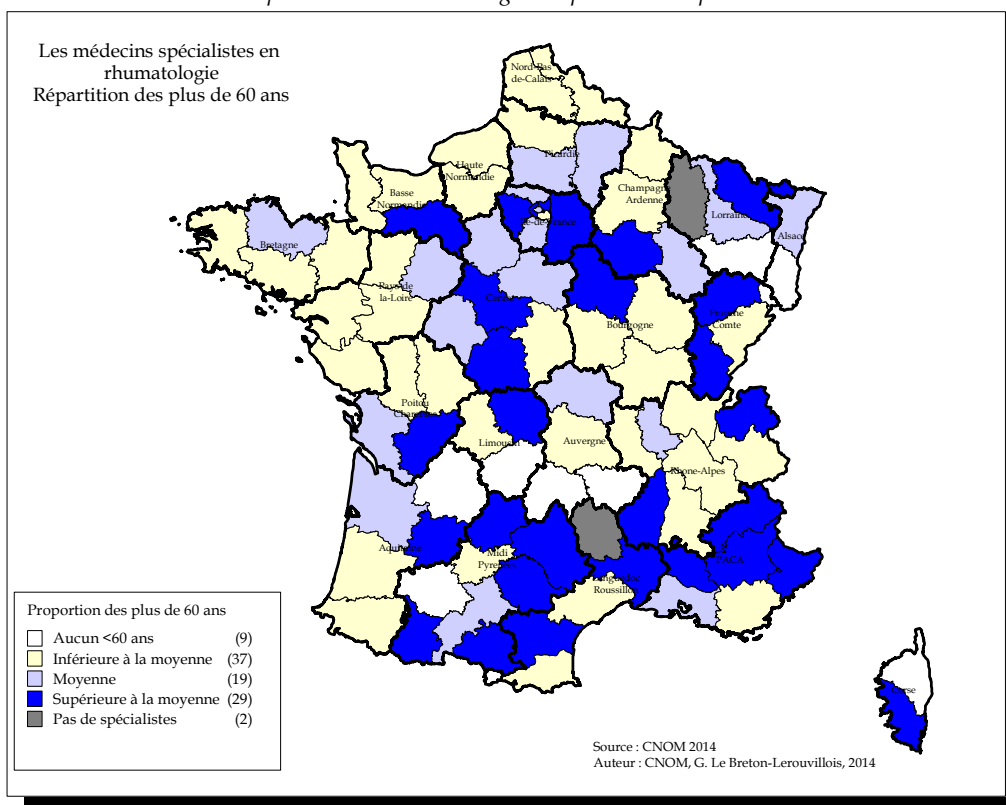 Les médecins spécialistes en
rhumatologie
Répartition des plus de 60 ans
Nord-Pas
de-Calais
Picardie
Haute
Normandie
Basse
Normandie
Champagne
Ardenne
Lorraine
Alsace
Ile-de-France
Bretagne
Pays de
la-Loire
Centre
Bourgogne
Franche
Comte
Poitou
Charentes
Limousin
Auvergne
Rhone-Alpes
Aquitaine
Midi
Pyrenees
Languedoc
Roussillon
PACA
Corse
Proportion des plus de 60 ans
Aucun <60 ans (9)
Inférieure à la moyenne (37)
Moyenne (19)
Supérieure à la moyenne (29)
Pas de spécialistes (2)
Source : CNOM 2014
Auteur : CNOM, G. Le Breton-Lerouvillois, 2014